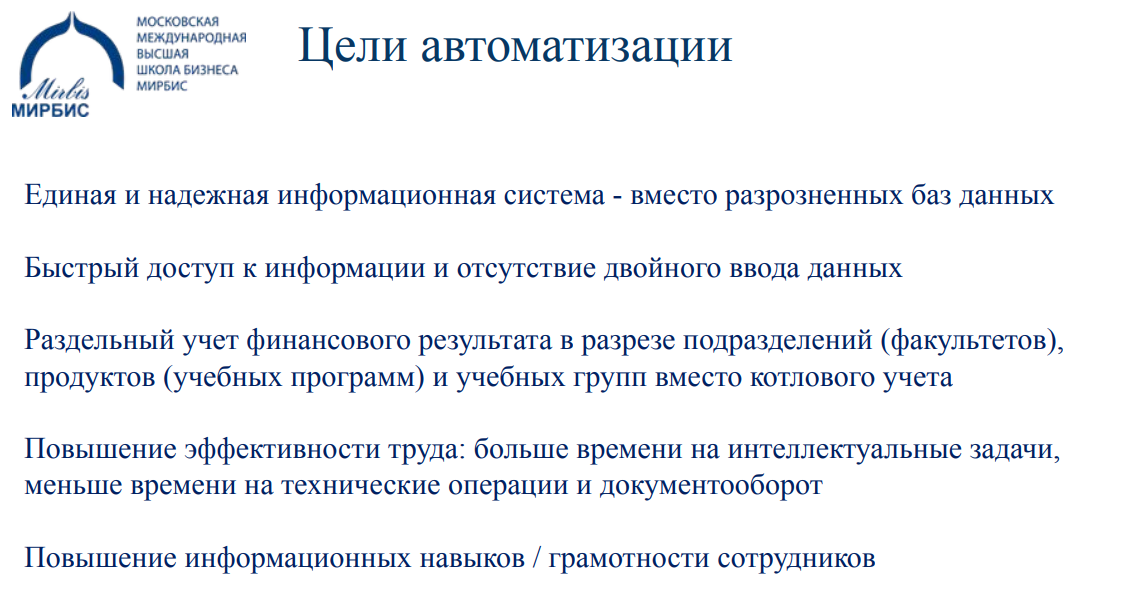 МОСКОВСКАЯ
МЕЖДУНАРОДНАЯ
ВЫСШАЯ
ШКОЛА БИЗНЕСА
МИРБИС
Mirbis
МИРБИС
Цели автоматизации
Единая и надежная информационная система - вместо разрозненных баз данных
Быстрый доступ к информации и отсутствие двойного ввода данных
Раздельный учет финансового результата в разрезе подразделений (факультетов),
продуктов (учебных программ) и учебных групп вместо котлового учета
Повышение эффективности труда: больше времени на интеллектуальные задачи,
меньше времени на технические операции и документооборот
Повышение информационных навыков / грамотности сотрудников